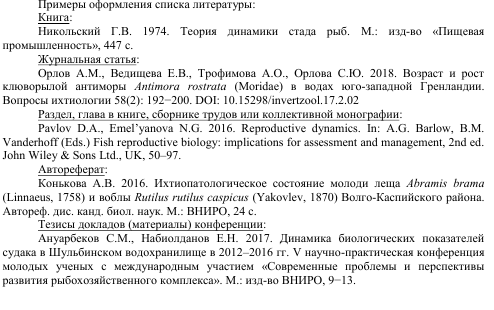 Примеры оформления списка литературы:
Книга:
Никольский Г.В. 1974. Теория динамики стада рыб. М.: изд-во «Пищевая
промышленность», 447 с.
Журнальная статья:
Орлов А.М., Ведищева Е.В., Трофимова А.О., Орлова С.Ю. 2018. Возраст и рост
клюворылой антиморы Antimora rostrata (Moridae) в водах юго-западной Гренландии.
Вопросы ихтиологии 58(2): 192−200. DOI: 10.15298/invertzool.17.2.02
Раздел, глава в книге, сборнике трудов или коллективной монографии:
Pavlov D.A., Emel’yanova N.G. 2016. Reproductive dynamics. In: A.G. Barlow, B.M.
Vanderhoff (Eds.) Fish reproductive biology: implications for assessment and management, 2nd ed.
John Wiley & Sons Ltd., UK, 50–97.
Автореферат:
Конькова А.В. 2016. Ихтиопатологическое состояние молоди леща Abramis brama
(Linnaeus, 1758) и воблы Rutilus rutilus caspicus (Yakovlev, 1870) Волго-Каспийского района.
Автореф. дис. канд. биол. наук. М.: ВНИРО, 24 с.
Тезисы докладов (материалы) конференции:
Ануарбеков С.М., Набиолданов Е.Н. 2017. Динамика биологических показателей
судака в Шульбинском водохранилище в 2012–2016 гг. V научно-практическая конференция
молодых ученых с международным участием «Современные проблемы и перспективы
развития рыбохозяйственного комплекса». М.: изд-во ВНИРО, 9−13.